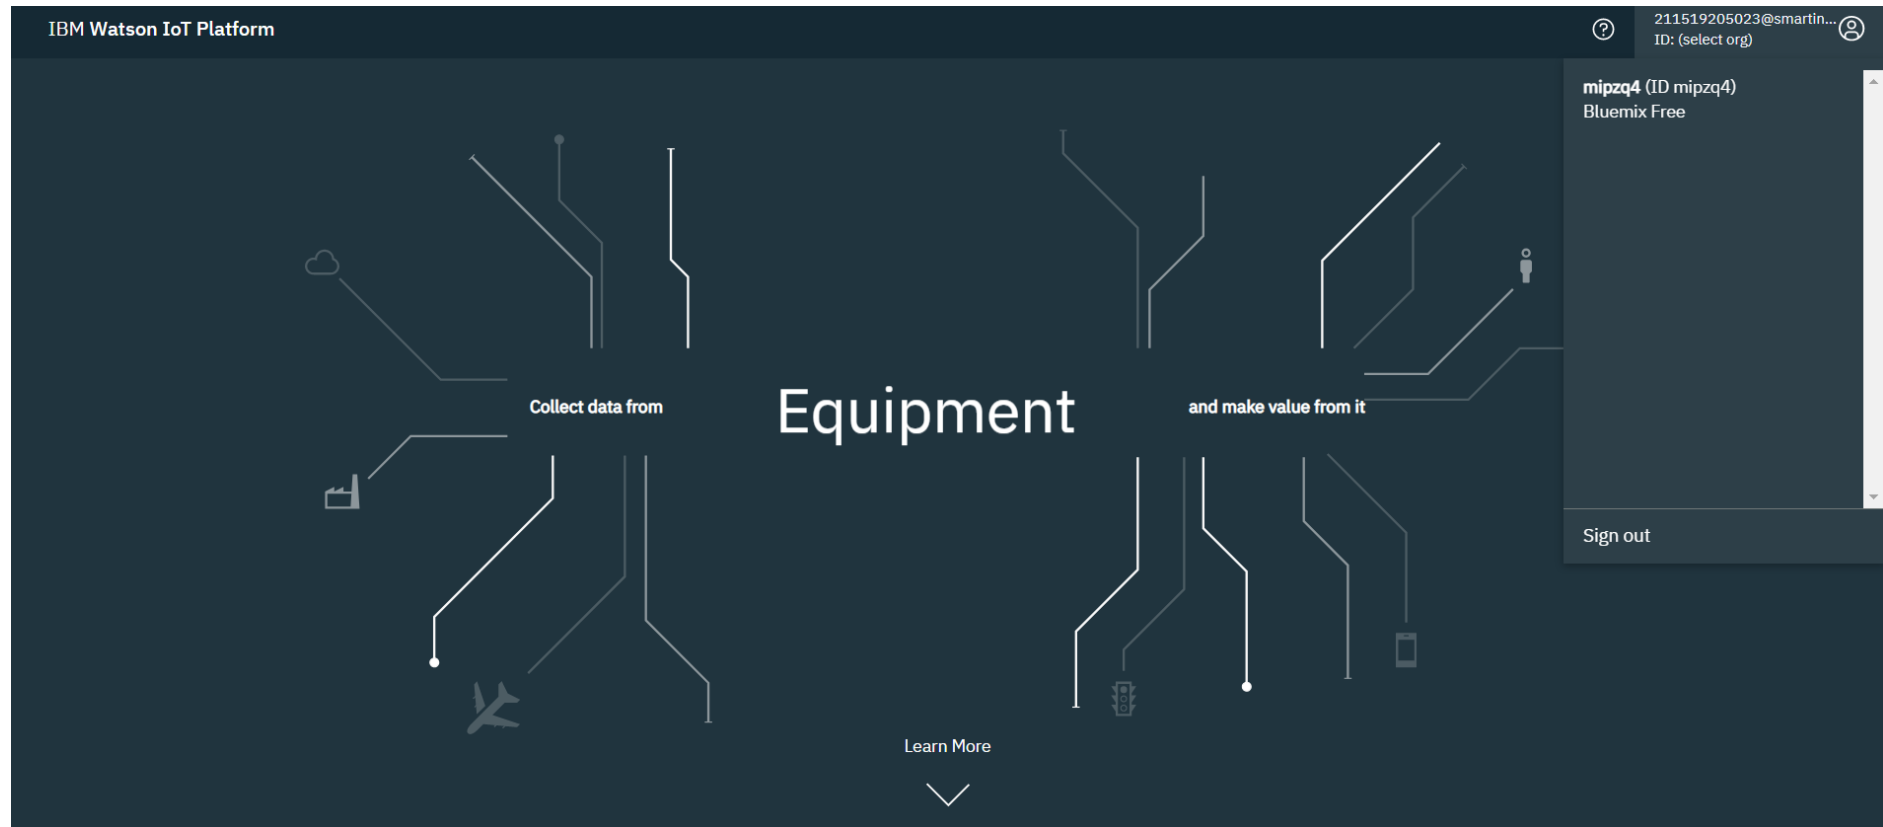 IBM Watson IoT Platform
211519205023@smartin...
ID: (select org)
mipzq4 (ID mipzq4)
Bluemix Free
Collect data from
Equipment
and make value from it
Sign out
Learn More